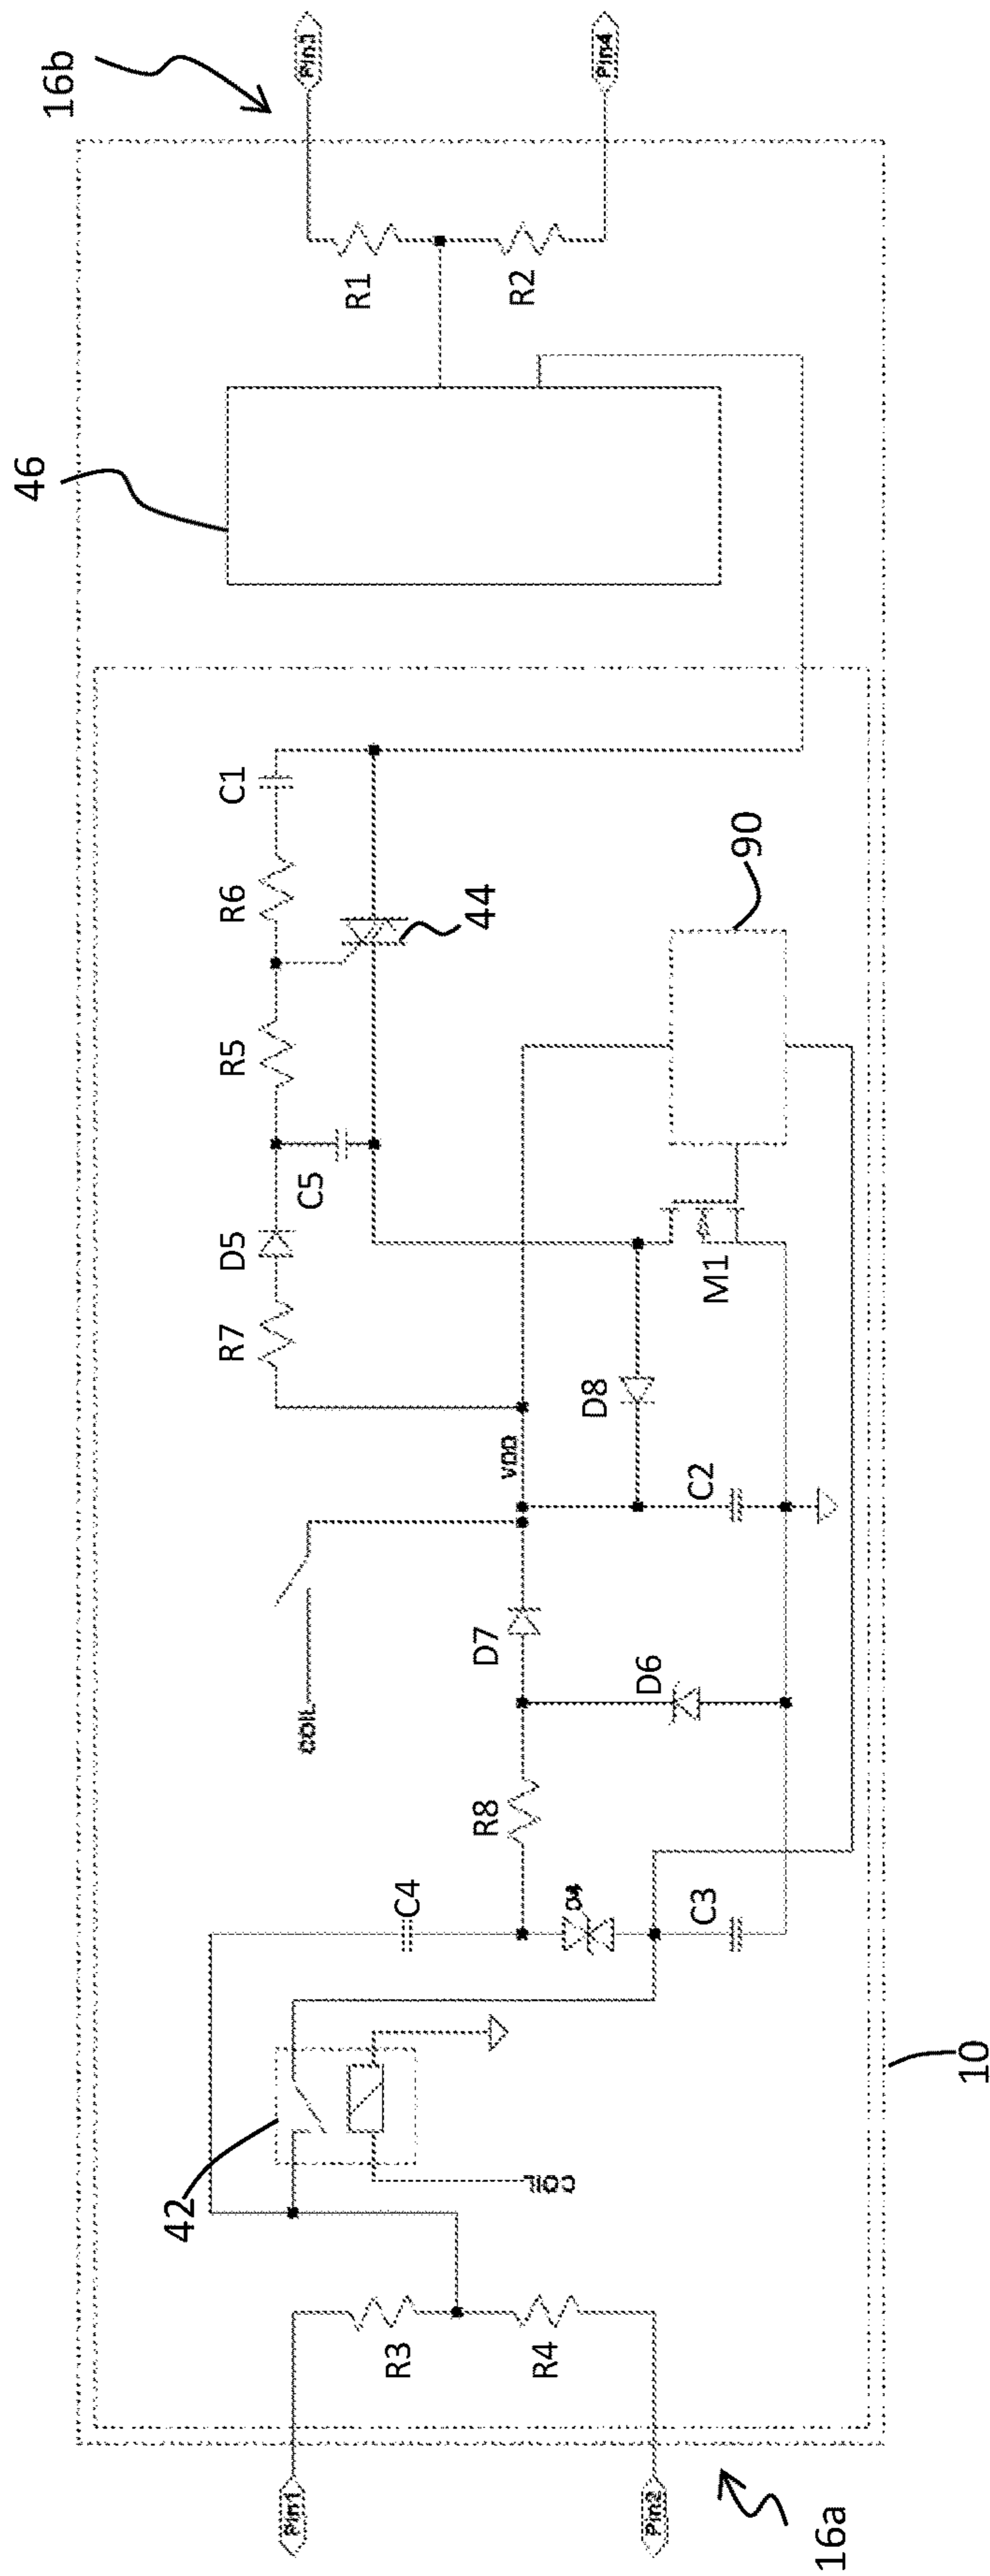 16b
Pin3
Pin4
R1
R2
46
C1
R6
44
90
R5
C5
D5
R7
M1
D8
VDD
C2
COIL
D7
D6
R8
C4
D4
C3
42
COIL
10
R3
R4
Pin1
Pin2
16a